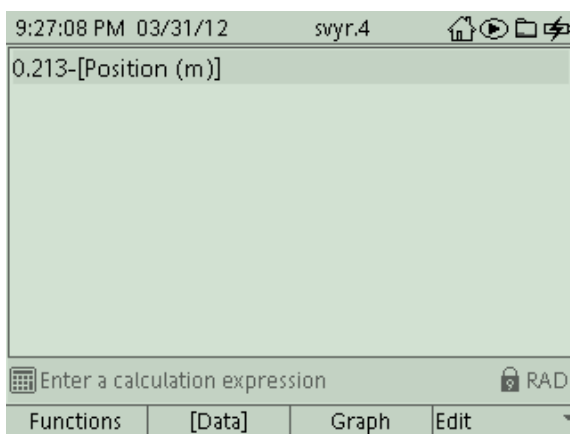 9:27:08 PM 03/31/12 svyr.4
0.213-[Position (m)]
Enter a calculation expression RAD
Functions [Data] Graph Edit